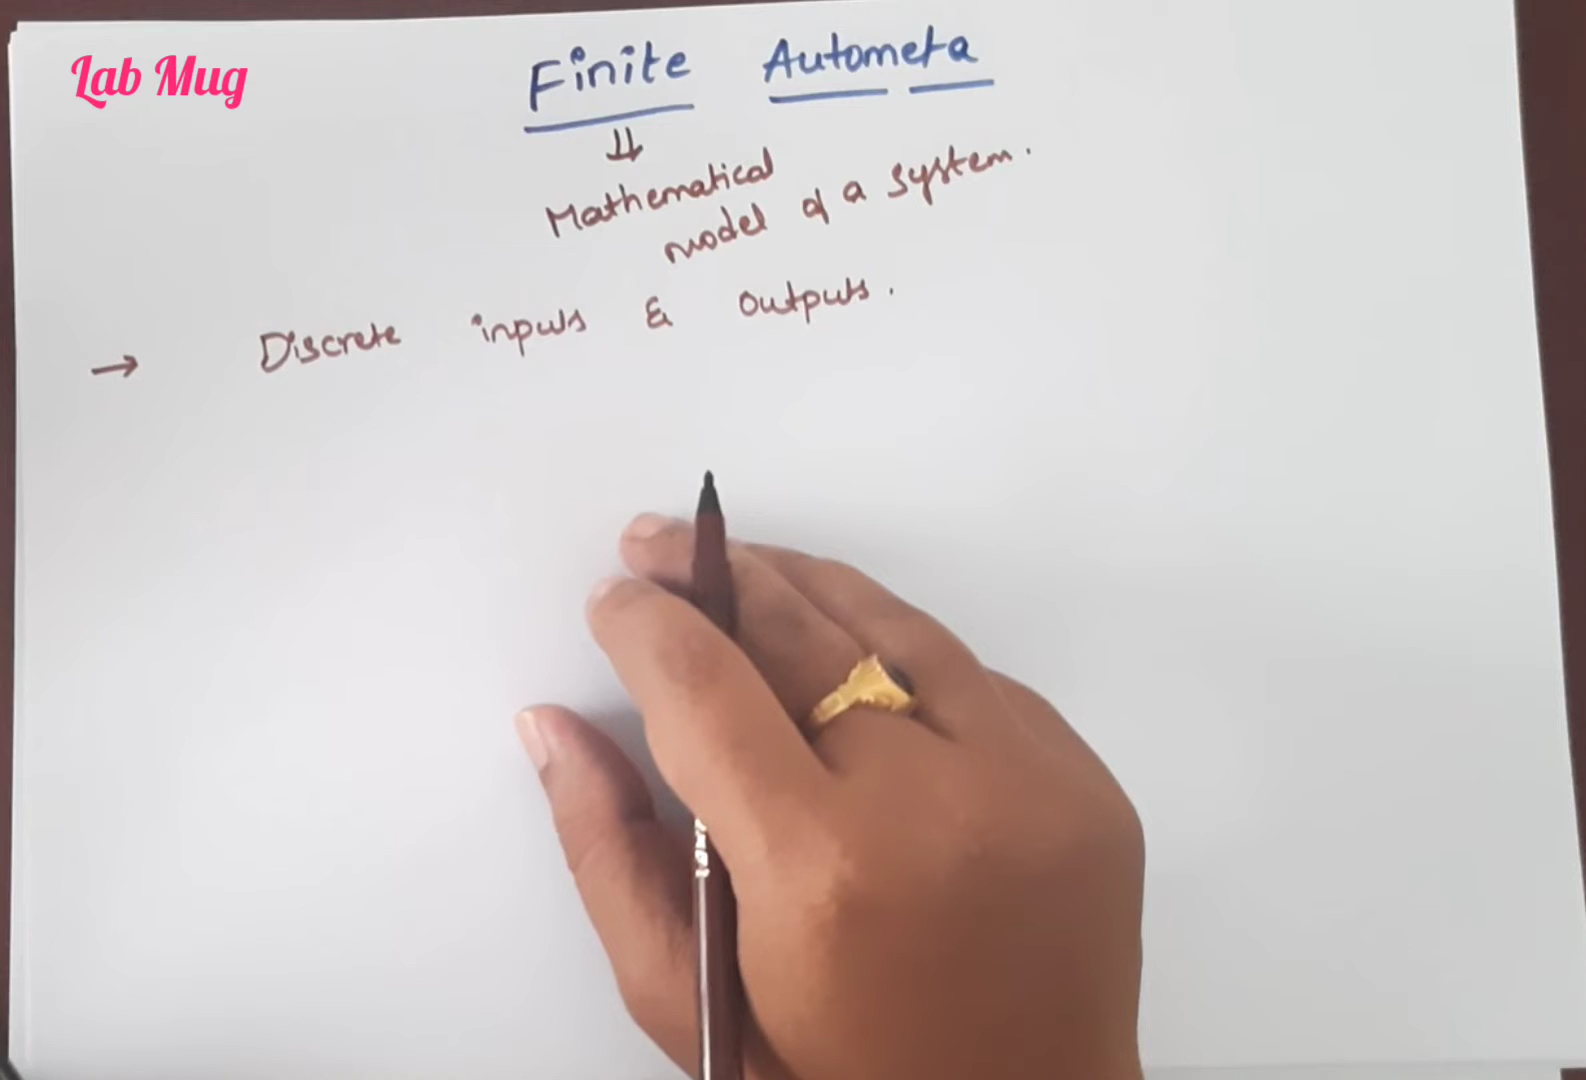 Lab Mug
Finite Autometa
⇓
Mathematical
model of a system.
→ Discrete inputs & outputs.